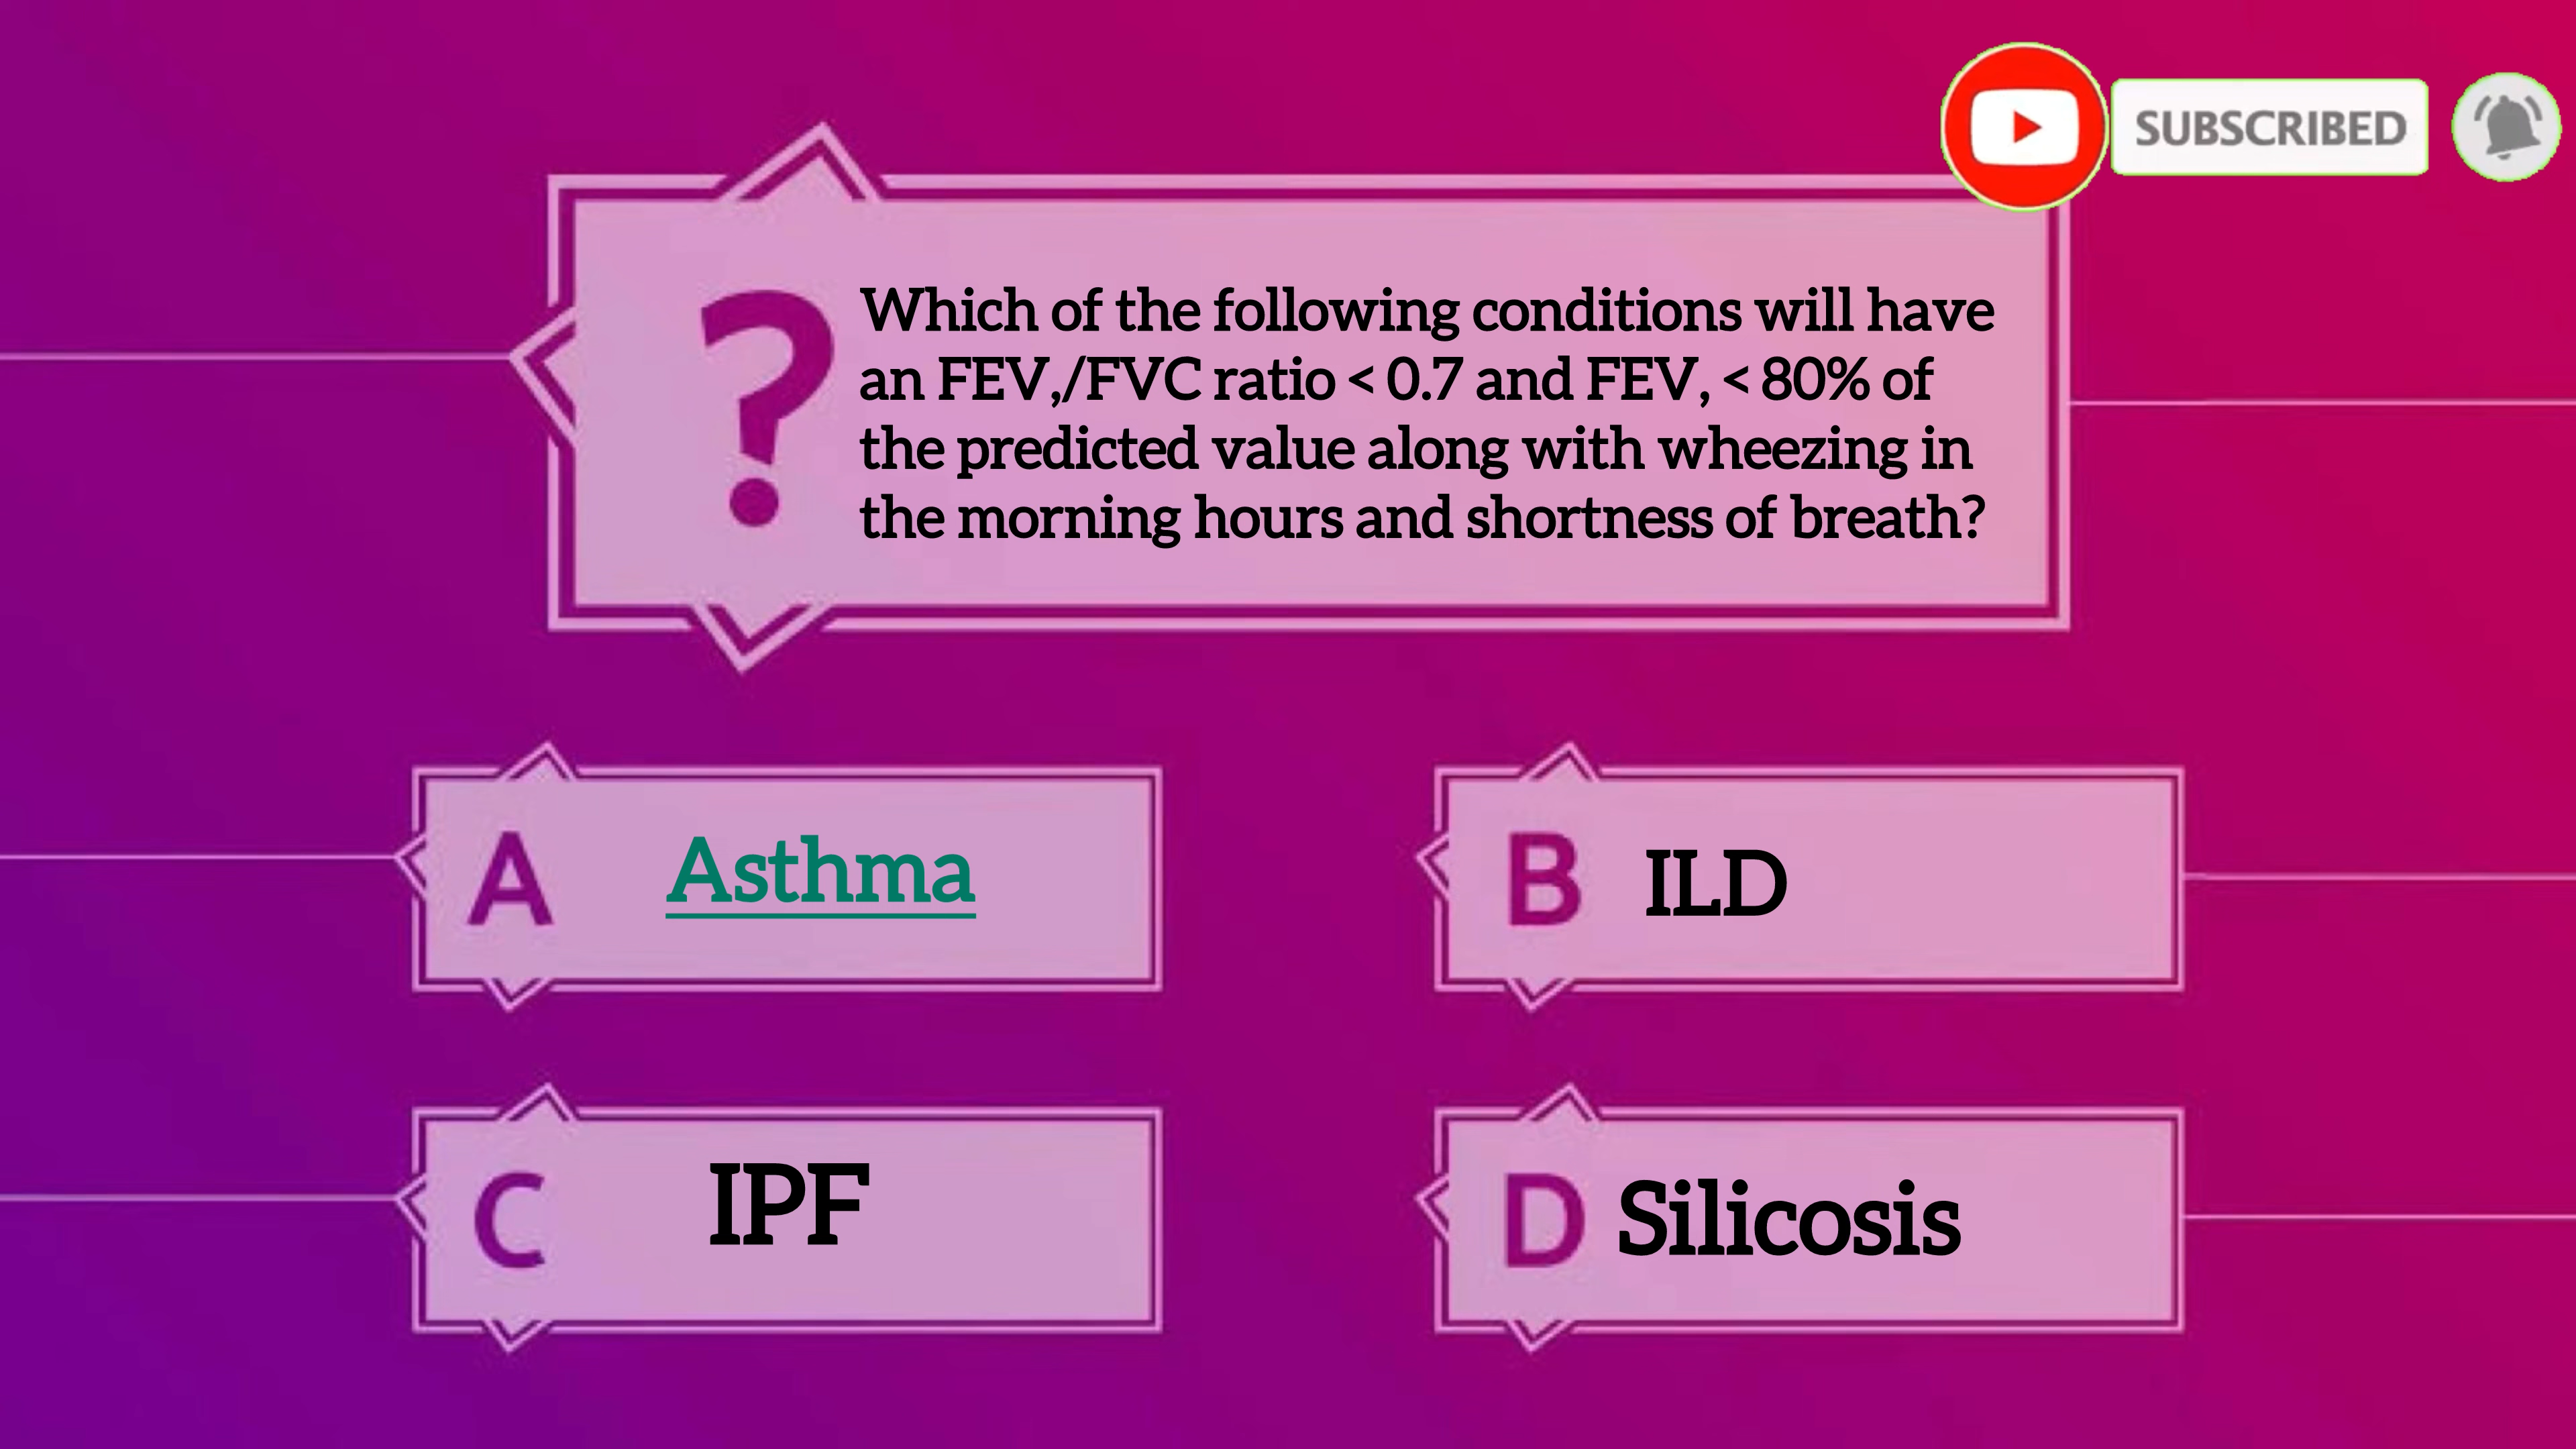 SUBSCRIBED
? Which of the following conditions will have
an FEV,/FVC ratio < 0.7 and FEV, < 80% of
the predicted value along with wheezing in
the morning hours and shortness of breath?
A Asthma
B ILD
C IPF
D Silicosis